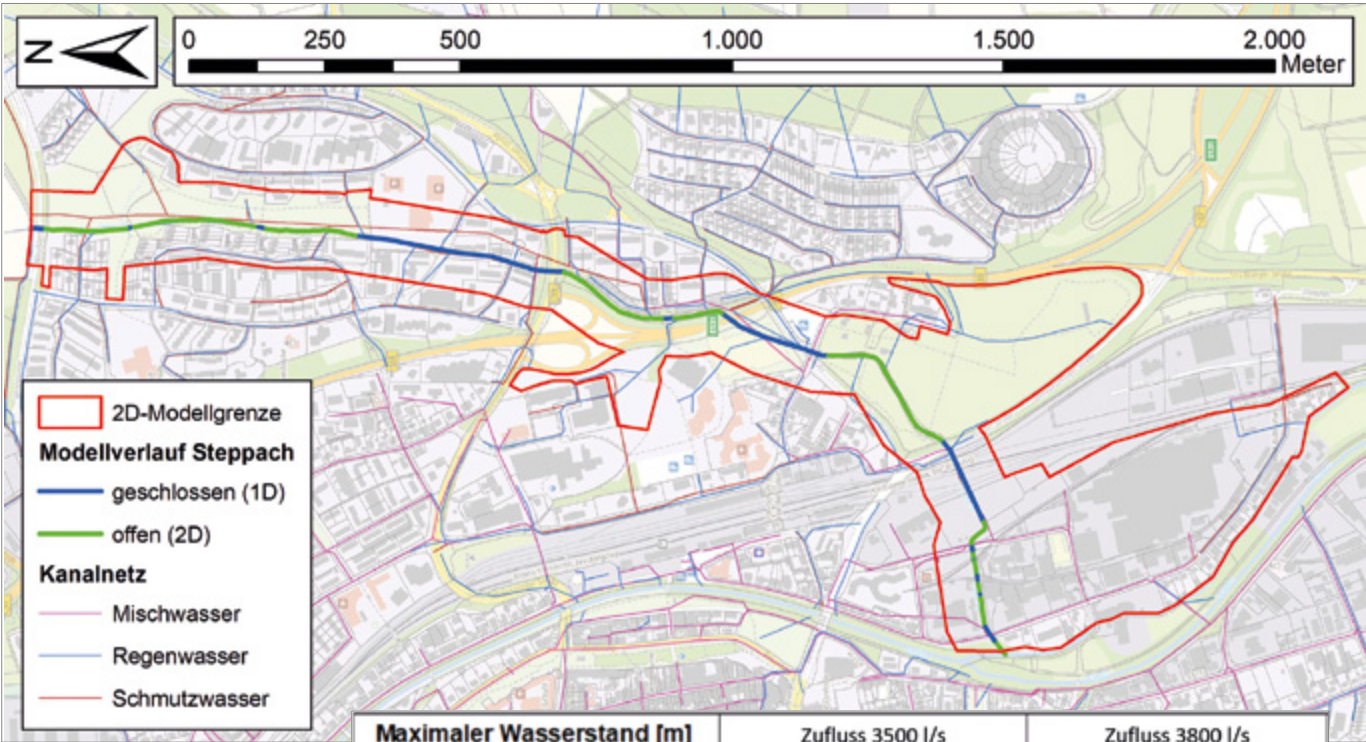 N
0 250 500 1.000 1.500 2.000
Meter
2D-Modellgrenze
Modellverlauf Steppach
geschlossen (1D)
offen (2D)
Kanalnetz
Mischwasser
Regenwasser
Schmutzwasser
Maximaler Wasserstand [m] Zufluss 3500 l/s Zufluss 3800 l/s